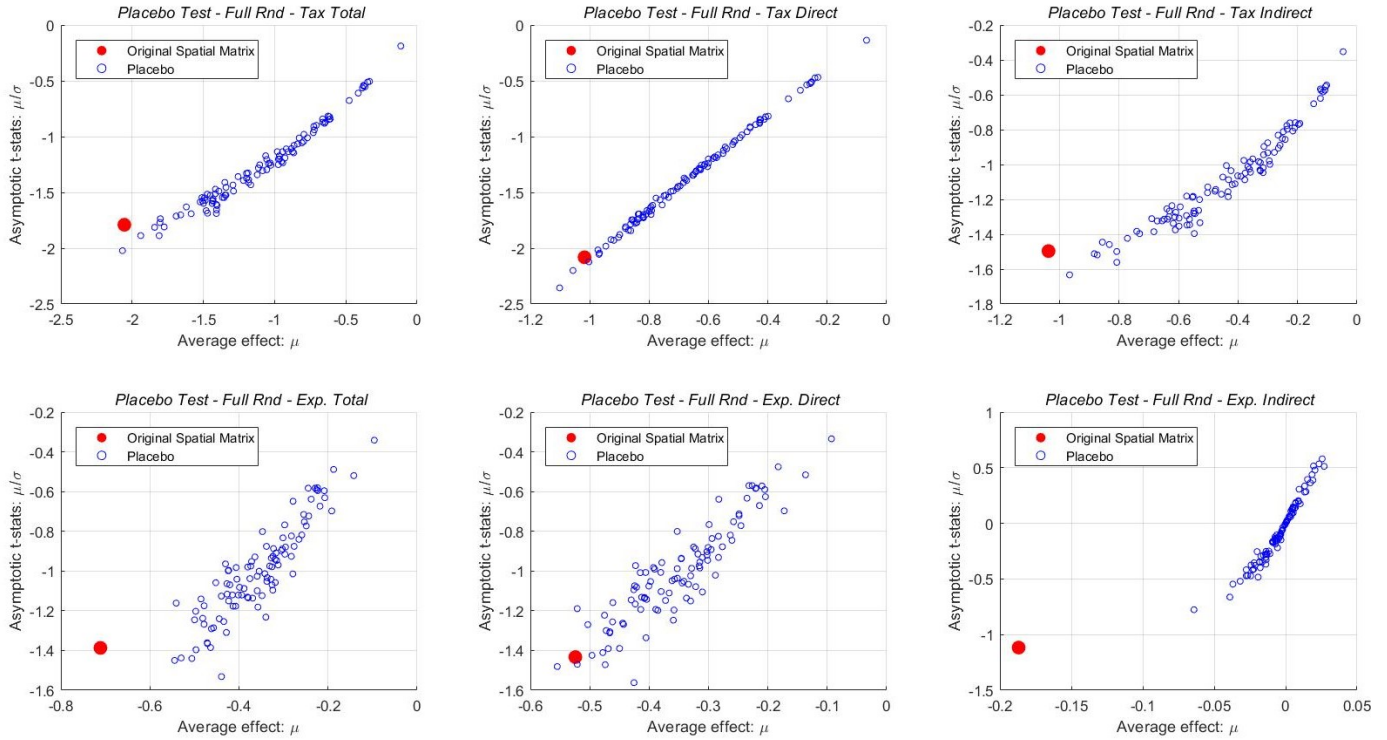 Placebo Test - Full Rnd - Tax Total
Original Spatial Matrix
Placebo
0
-0.5
-1
-1.5
-2
-2.5
Asymptotic t-stats: μ/σ
-2.5 -2 -1.5 -1 -0.5 0
Average effect: μ
Placebo Test - Full Rnd - Tax Direct
Original Spatial Matrix
Placebo
0
-0.5
-1
-1.5
-2
-2.5
Asymptotic t-stats: μ/σ
-1.2 -1 -0.8 -0.6 -0.4 -0.2 0
Average effect: μ
Placebo Test - Full Rnd - Tax Indirect
Original Spatial Matrix
Placebo
-0.2
-0.4
-0.6
-0.8
-1
-1.2
-1.4
-1.6
-1.8
Asymptotic t-stats: μ/σ
-1.2 -1 -0.8 -0.6 -0.4 -0.2 0
Average effect: μ
Placebo Test - Full Rnd - Exp. Total
Original Spatial Matrix
Placebo
-0.2
-0.4
-0.6
-0.8
-1
-1.2
-1.4
-1.6
Asymptotic t-stats: μ/σ
-0.8 -0.6 -0.4 -0.2 0
Average effect: μ
Placebo Test - Full Rnd - Exp. Direct
Original Spatial Matrix
Placebo
-0.2
-0.4
-0.6
-0.8
-1
-1.2
-1.4
-1.6
Asymptotic t-stats: μ/σ
-0.6 -0.5 -0.4 -0.3 -0.2 -0.1 0
Average effect: μ
Placebo Test - Full Rnd - Exp. Indirect
Original Spatial Matrix
Placebo
1
0.5
0
-0.5
-1
-1.5
Asymptotic t-stats: μ/σ
-0.2 -0.15 -0.1 -0.05 0 0.05
Average effect: μ